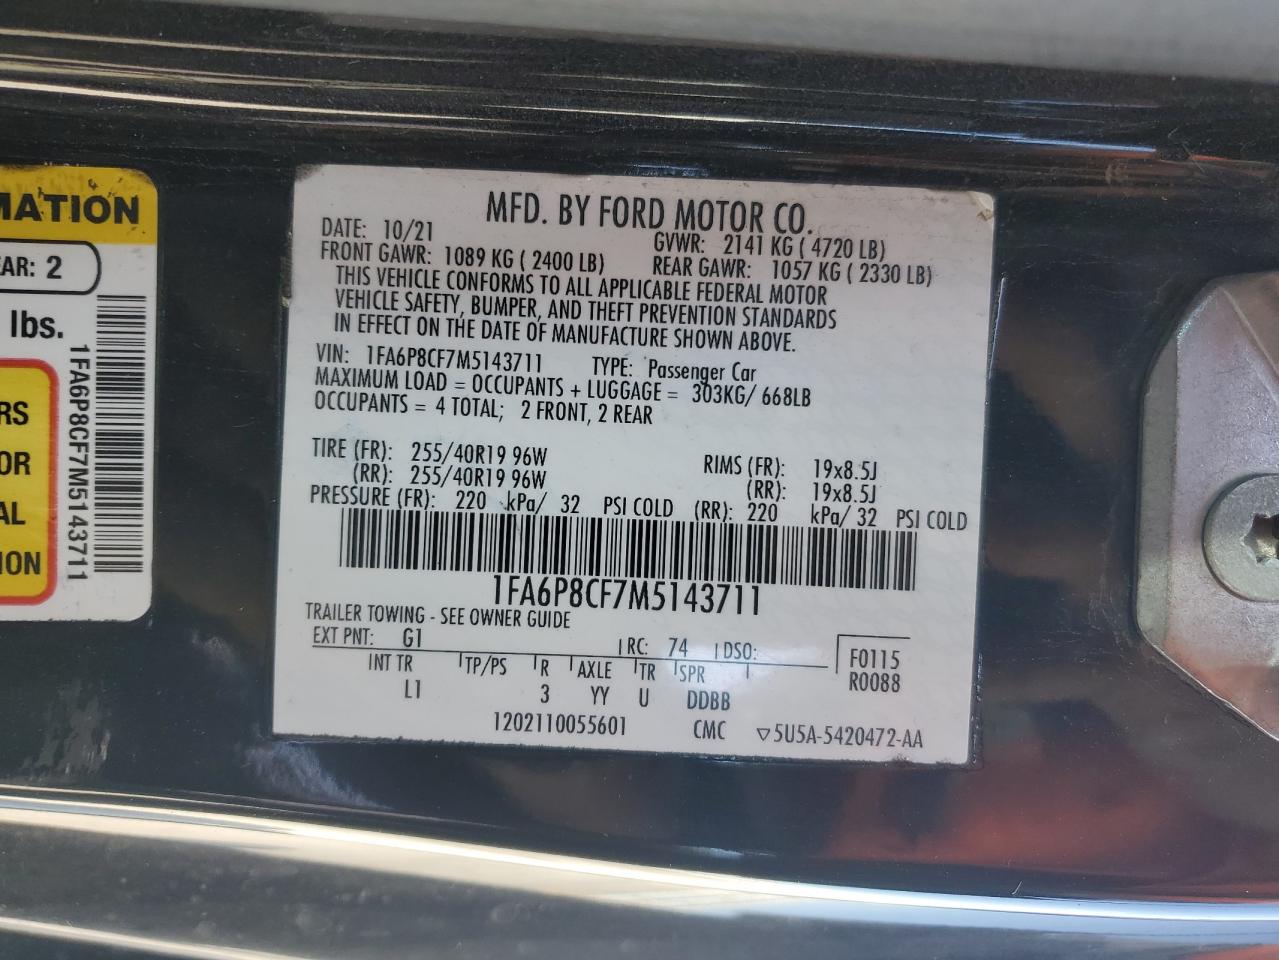 MATION
EAR: 2
lbs.
1FA6P8CF7M5143711
RS
OR
AL
ION
MFD. BY FORD MOTOR CO.
DATE: 10/21 GVWR: 2141 KG ( 4720 LB)
FRONT GAWR: 1089 KG ( 2400 LB) REAR GAWR: 1057 KG ( 2330 LB)
THIS VEHICLE CONFORMS TO ALL APPLICABLE FEDERAL MOTOR
VEHICLE SAFETY, BUMPER, AND THEFT PREVENTION STANDARDS
IN EFFECT ON THE DATE OF MANUFACTURE SHOWN ABOVE.
VIN: 1FA6P8CF7M5143711 TYPE: Passenger Car
MAXIMUM LOAD = OCCUPANTS + LUGGAGE = 303KG/ 668LB
OCCUPANTS = 4 TOTAL; 2 FRONT, 2 REAR
TIRE (FR): 255/40R19 96W RIMS (FR): 19x8.5J
(RR): 255/40R19 96W (RR): 19x8.5J
PRESSURE (FR): 220 kPa/ 32 PSI COLD (RR): 220 kPa/ 32 PSI COLD
1FA6P8CF7M5143711
TRAILER TOWING - SEE OWNER GUIDE
EXT PNT: G1 RC: 74 DSO: F0115
R0088
INT TR TP/PS R AXLE TR SPR
L1 3 YY U DDBB
1202110055601 CMC ▽5U5A-5420472-AA